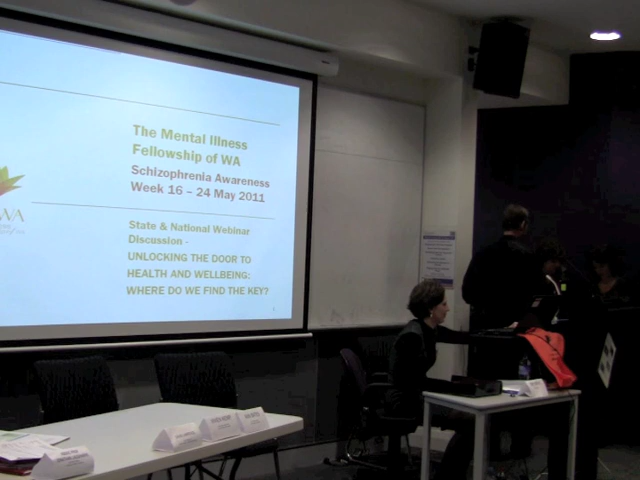 The Mental Illness
Fellowship of WA
Schizophrenia Awareness
Week 16 – 24 May 2011
WA
State & National Webinar
Discussion -
UNLOCKING THE DOOR TO
HEALTH AND WELLBEING:
WHERE DO WE FIND THE KEY?